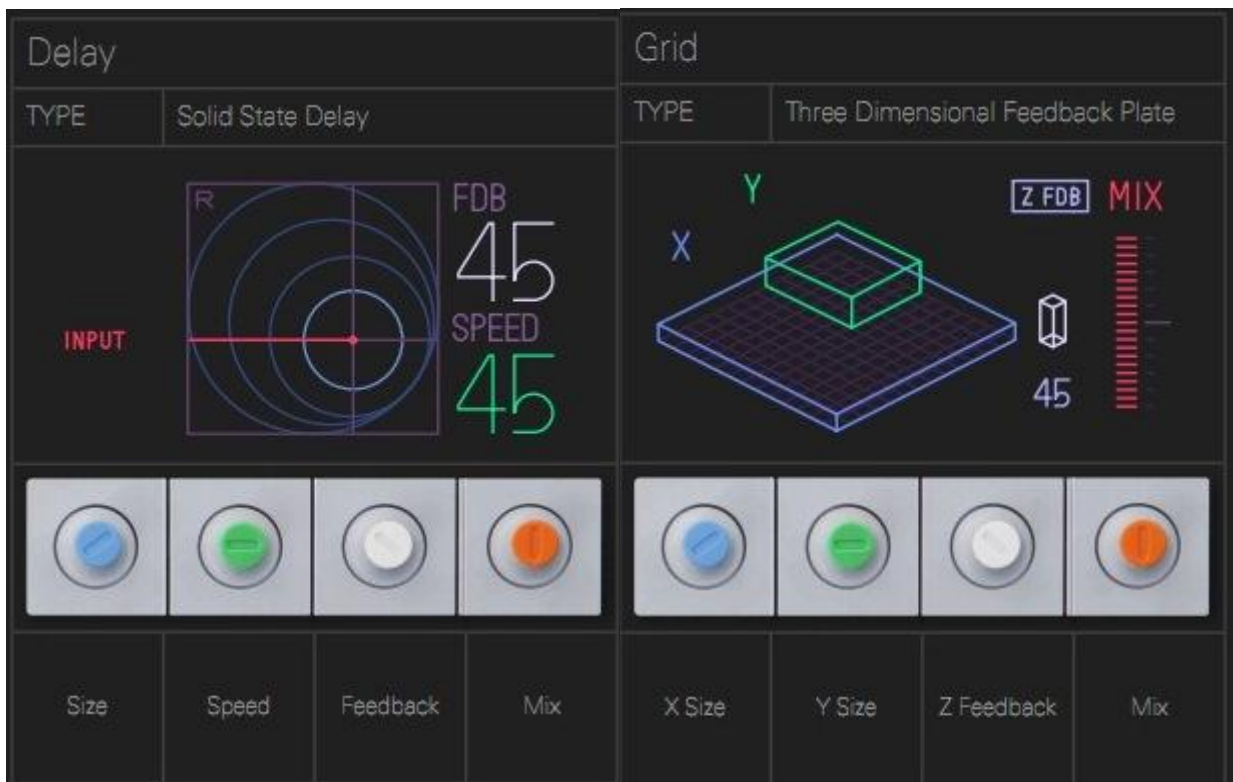 Delay
TYPE
Solid State Delay
R
FDB
45
INPUT
SPEED
45
Size
Speed
Feedback
Mix
Grid
TYPE
Three Dimensional Feedback Plate
Y
X
Z FDB
MIX
45
X Size
Y Size
Z Feedback
Mix